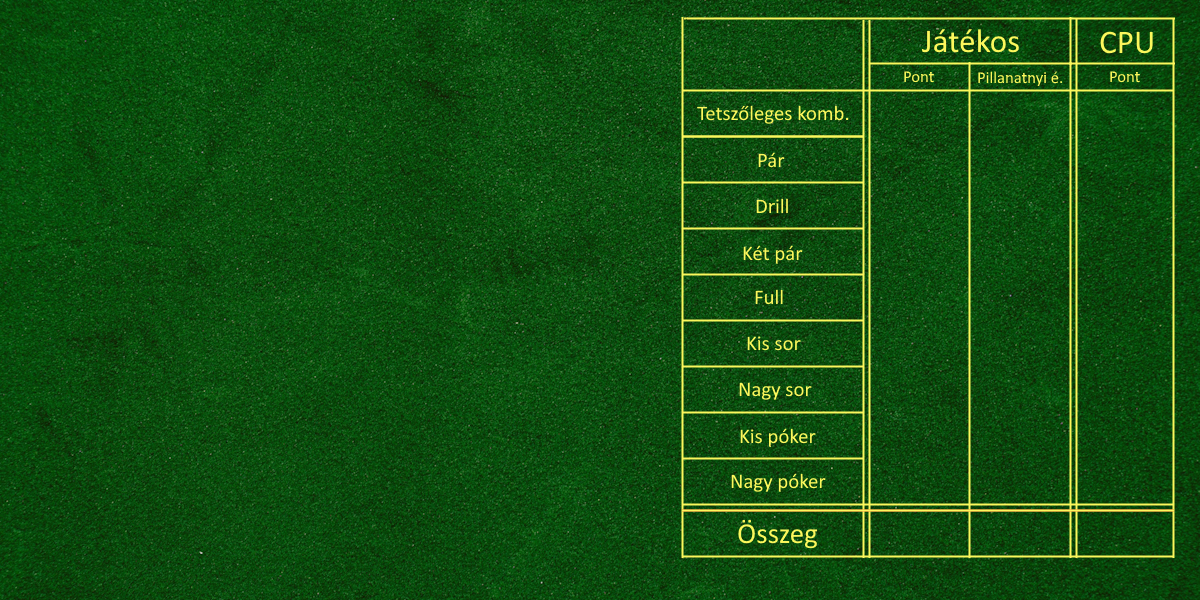 Játékos CPU
Pont Pillanatnyi é. Pont
Tetszőleges komb.
Pár
Drill
Két pár
Full
Kis sor
Nagy sor
Kis póker
Nagy póker
Összeg